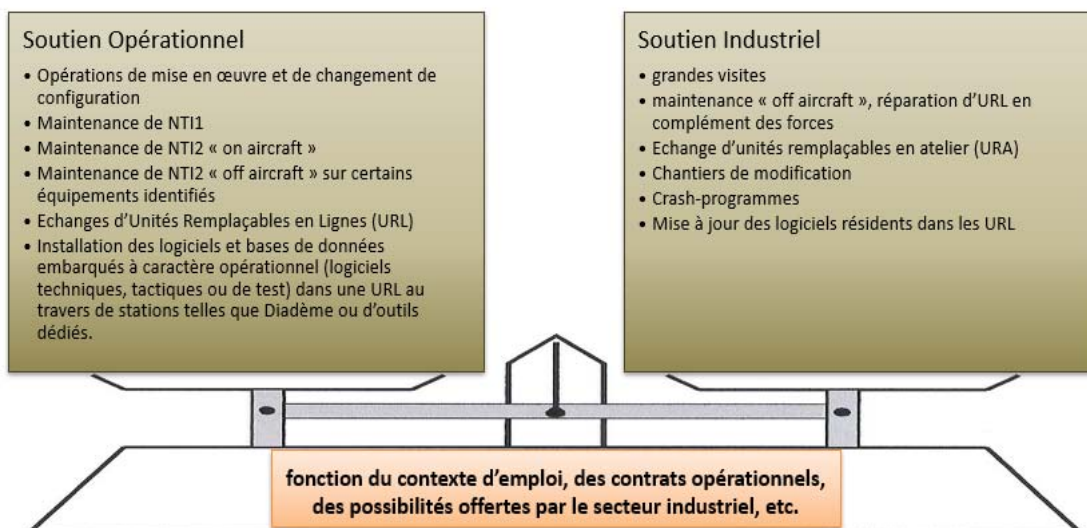 Soutien Opérationnel
• Opérations de mise en œuvre et de changement de
configuration
• Maintenance de NTI1
• Maintenance de NTI2 « on aircraft »
• Maintenance de NTI2 « off aircraft » sur certains
équipements identifiés
• Echanges d’Unités Remplaçables en Lignes (URL)
• Installation des logiciels et bases de données
embarqués à caractère opérationnel (logiciels
techniques, tactiques ou de test) dans une URL au
travers de stations telles que Diadème ou d’outils
dédiés.
Soutien Industriel
• grandes visites
• maintenance « off aircraft », réparation d’URL en
complément des forces
• Echange d’unités remplaçables en atelier (URA)
• Chantiers de modification
• Crash-programmes
• Mise à jour des logiciels résidents dans les URL
fonction du contexte d’emploi, des contrats opérationnels,
des possibilités offertes par le secteur industriel, etc.